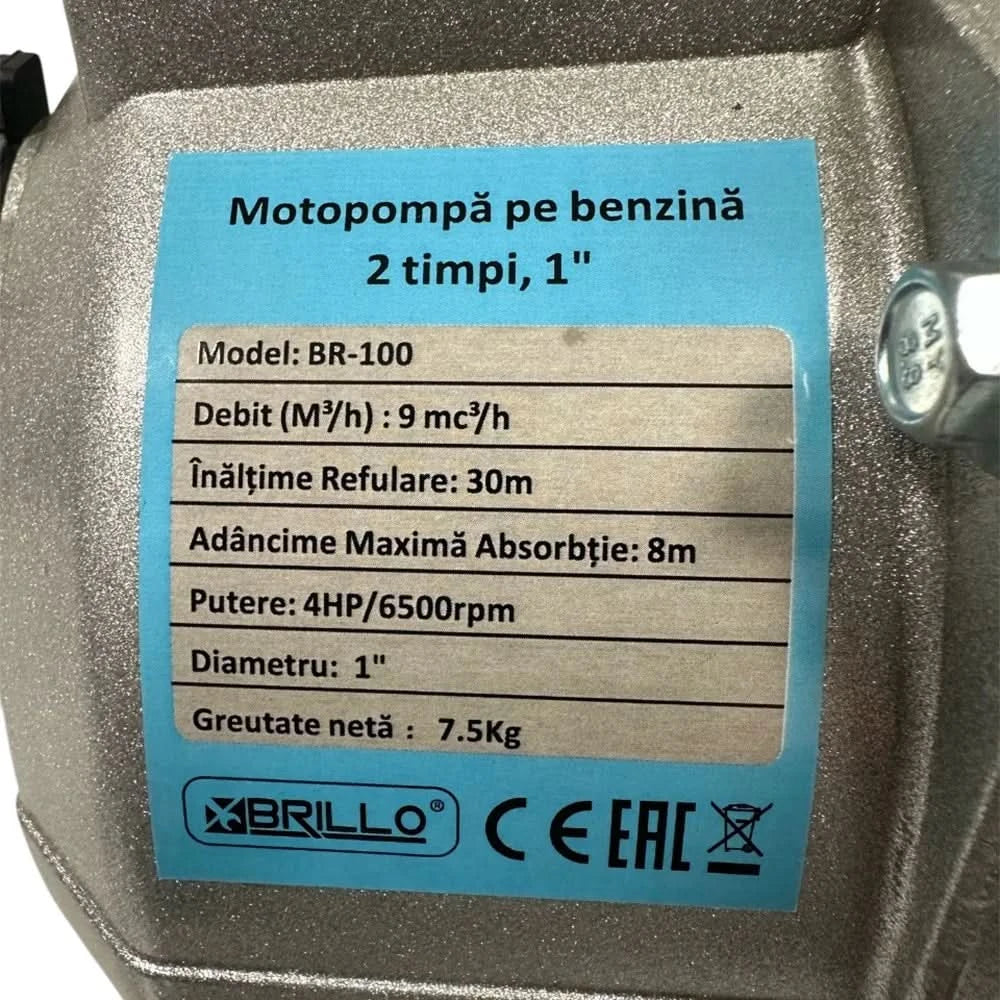 Motopompă pe benzină
2 timpi, 1"
Model: BR-100
Debit (M³/h) : 9 mc³/h
Înălțime Refulare: 30m
Adâncime Maximă Absorbție: 8m
Putere: 4HP/6500rpm
Diametru: 1"
Greutate netă : 7.5Kg
BRILLO® CE EAC